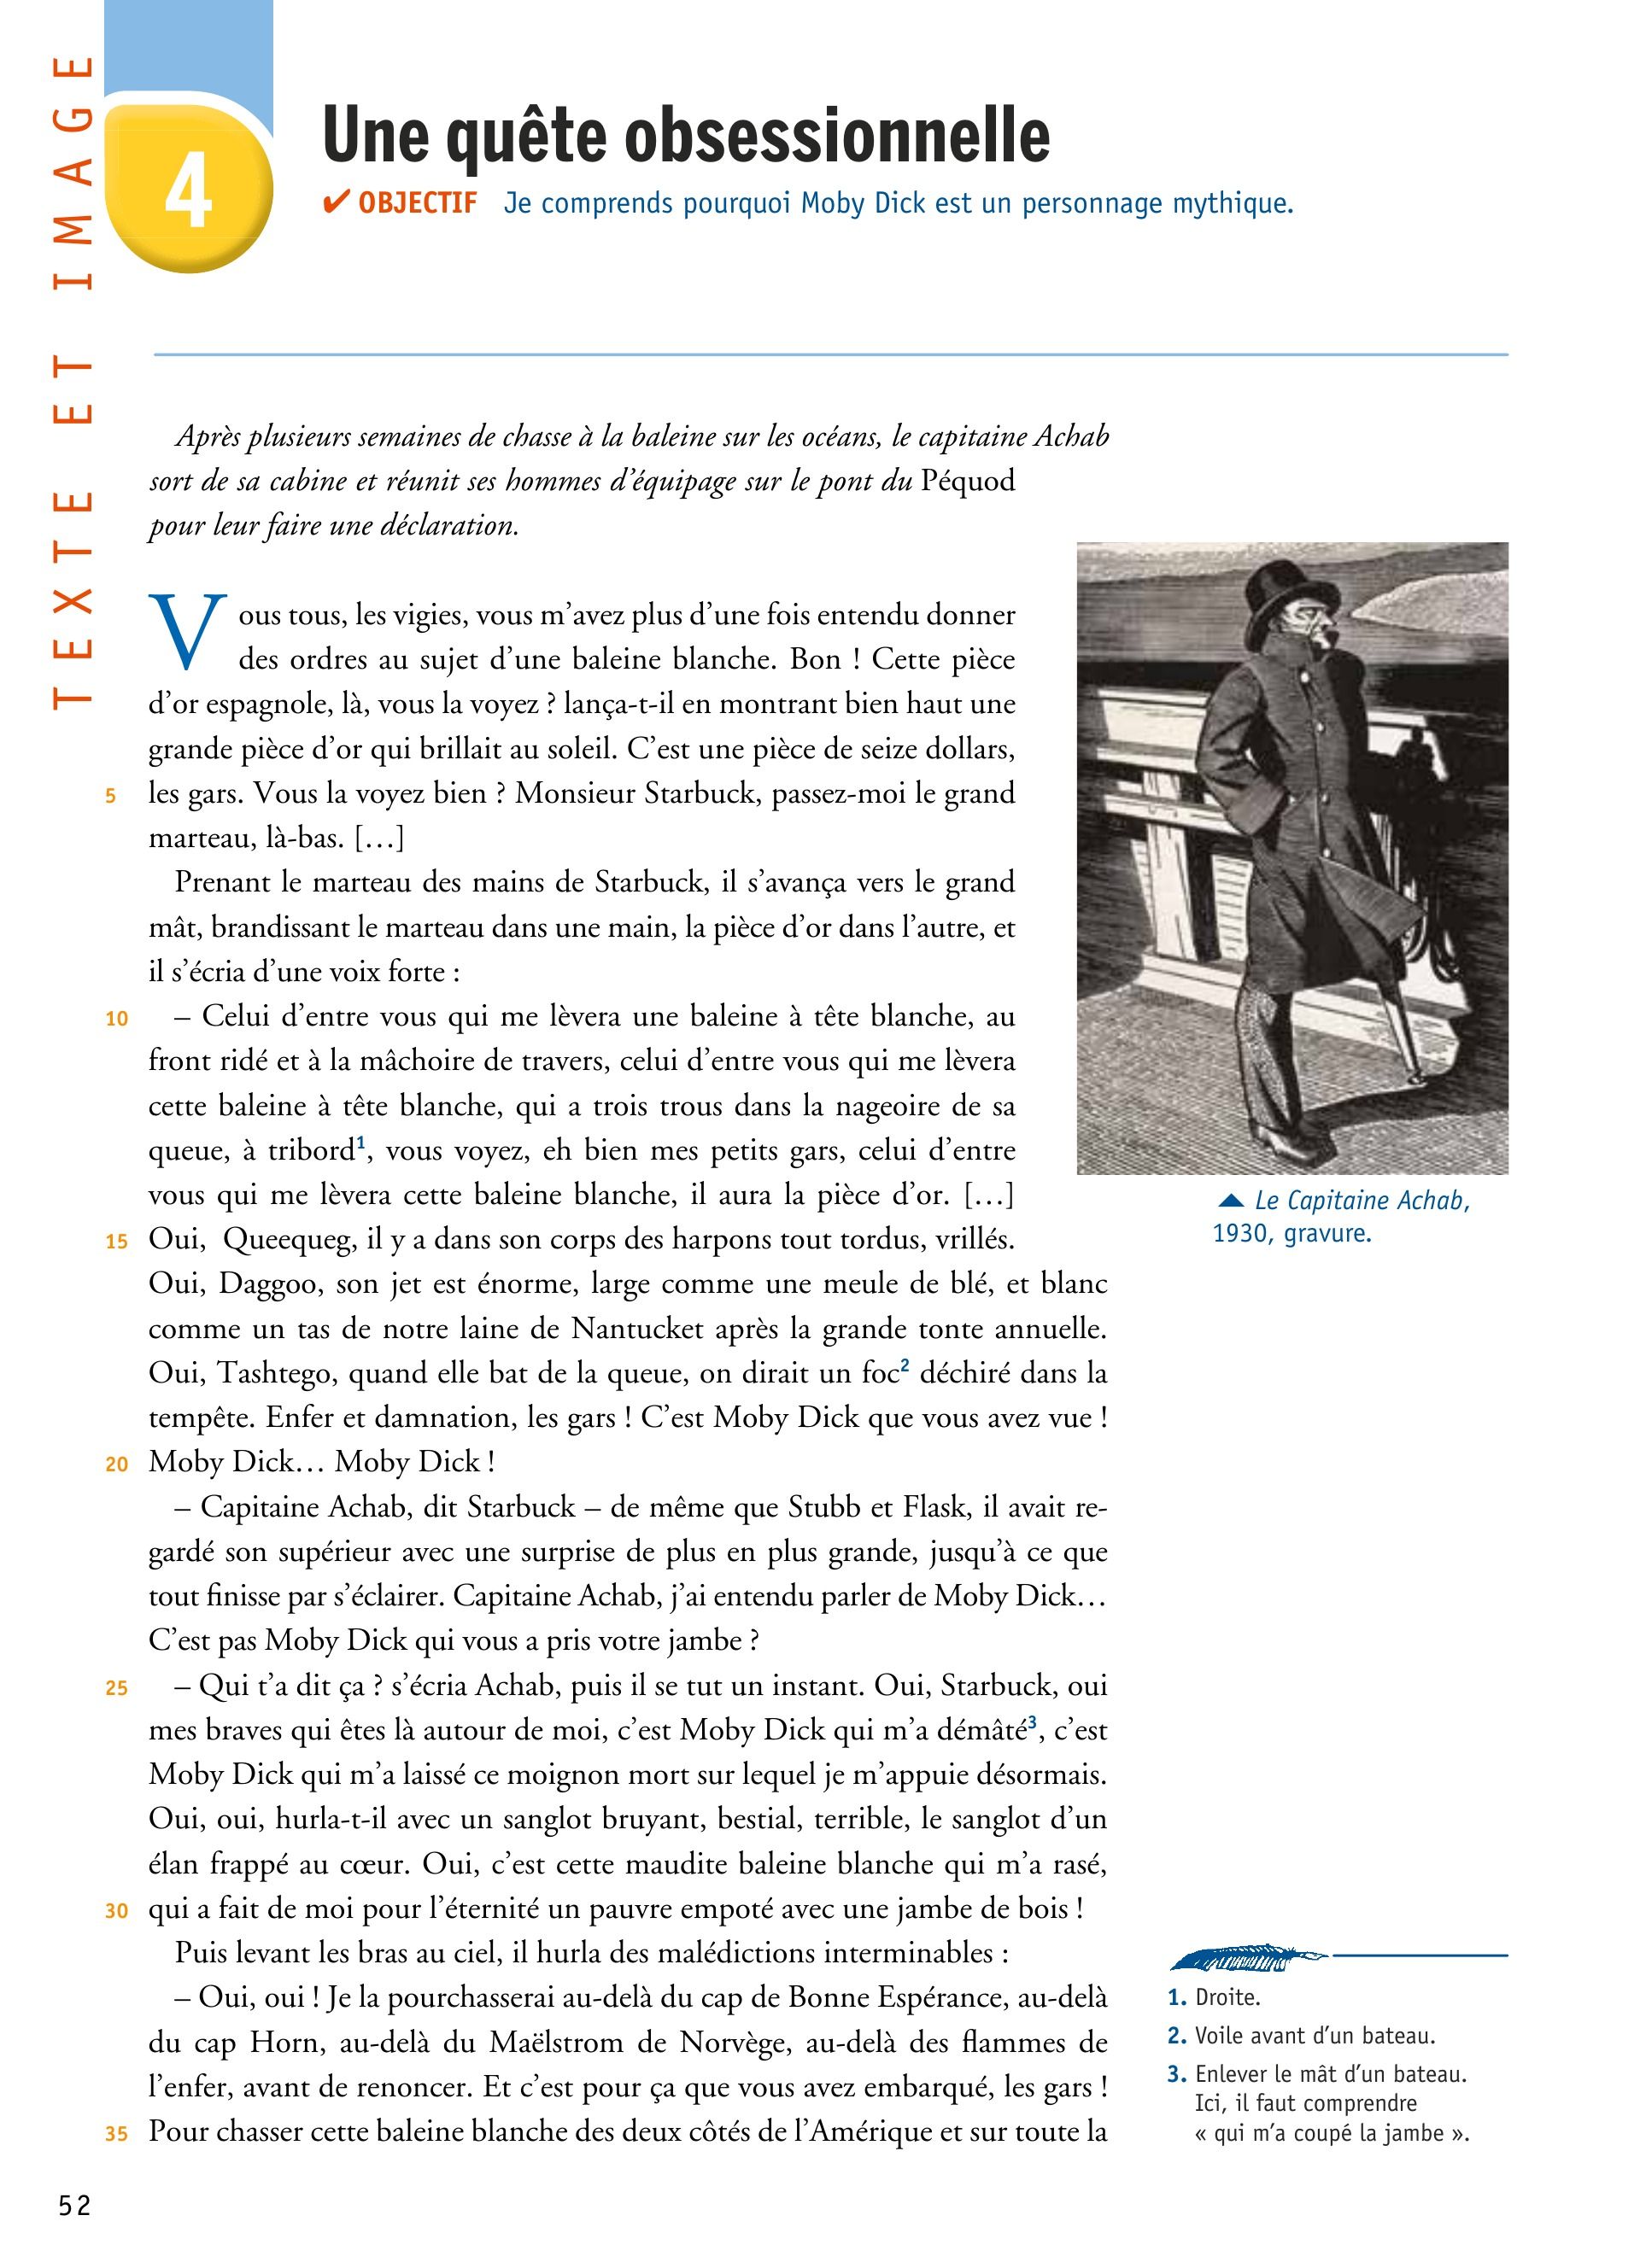 TEXTE ET IMAGE
4
Une quête obsessionnelle
✔ OBJECTIF Je comprends pourquoi Moby Dick est un personnage mythique.
Après plusieurs semaines de chasse à la baleine sur les océans, le capitaine Achab
sort de sa cabine et réunit ses hommes d'équipage sur le pont du Péquod
pour leur faire une déclaration.
Vous tous, les vigies, vous m'avez plus d'une fois entendu donner
des ordres au sujet d'une baleine blanche. Bon ! Cette pièce
d'or espagnole, là, vous la voyez ? lança-t-il en montrant bien haut une
grande pièce d'or qui brillait au soleil. C'est une pièce de seize dollars,
5 les gars. Vous la voyez bien ? Monsieur Starbuck, passez-moi le grand
marteau, là-bas. […]
Prenant le marteau des mains de Starbuck, il s'avança vers le grand
mât, brandissant le marteau dans une main, la pièce d'or dans l'autre, et
il s'écria d'une voix forte :
10 – Celui d'entre vous qui me lèvera une baleine à tête blanche, au
front ridé et à la mâchoire de travers, celui d'entre vous qui me lèvera
cette baleine à tête blanche, qui a trois trous dans la nageoire de sa
queue, à tribord1, vous voyez, eh bien mes petits gars, celui d'entre
vous qui me lèvera cette baleine blanche, il aura la pièce d'or. […]
15 Oui, Queequeg, il y a dans son corps des harpons tout tordus, vrillés.
Oui, Daggoo, son jet est énorme, large comme une meule de blé, et blanc
comme un tas de notre laine de Nantucket après la grande tonte annuelle.
Oui, Tashtego, quand elle bat de la queue, on dirait un foc2 déchiré dans la
tempête. Enfer et damnation, les gars ! C'est Moby Dick que vous avez vue !
20 Moby Dick… Moby Dick !
– Capitaine Achab, dit Starbuck – de même que Stubb et Flask, il avait re-
gardé son supérieur avec une surprise de plus en plus grande, jusqu'à ce que
tout finisse par s'éclairer. Capitaine Achab, j'ai entendu parler de Moby Dick…
C'est pas Moby Dick qui vous a pris votre jambe ?
25 – Qui t'a dit ça ? s'écria Achab, puis il se tut un instant. Oui, Starbuck, oui
mes braves qui êtes là autour de moi, c'est Moby Dick qui m'a démâté3, c'est
Moby Dick qui m'a laissé ce moignon mort sur lequel je m'appuie désormais.
Oui, oui, hurla-t-il avec un sanglot bruyant, bestial, terrible, le sanglot d'un
élan frappé au cœur. Oui, c'est cette maudite baleine blanche qui m'a rasé,
30 qui a fait de moi pour l'éternité un pauvre empoté avec une jambe de bois !
Puis levant les bras au ciel, il hurla des malédictions interminables :
– Oui, oui ! Je la pourchasserai au-delà du cap de Bonne Espérance, au-delà
du cap Horn, au-delà du Maëlstrom de Norvège, au-delà des flammes de
l'enfer, avant de renoncer. Et c'est pour ça que vous avez embarqué, les gars !
35 Pour chasser cette baleine blanche des deux côtés de l'Amérique et sur toute la
Le Capitaine Achab,
1930, gravure.
1. Droite.
2. Voile avant d'un bateau.
3. Enlever le mât d'un bateau.
Ici, il faut comprendre
« qui m'a coupé la jambe ».
52